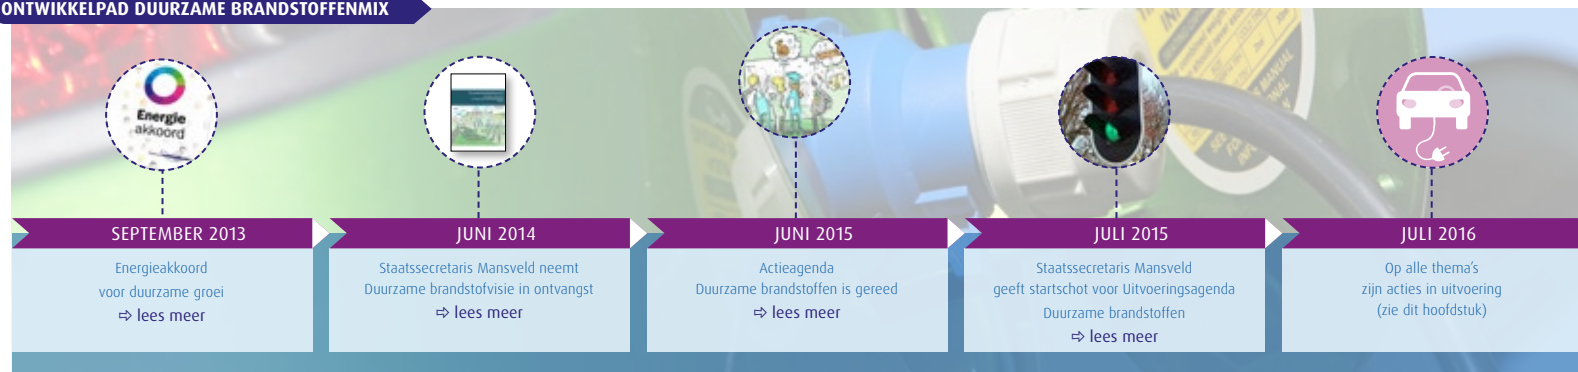 ONTWIKKELPAD DUURZAME BRANDSTOFFENMIX
Energie
akkoord
SEPTEMBER 2013
Energieakkoord
voor duurzame groei
⇨ lees meer
JUNI 2014
Staatssecretaris Mansveld neemt
Duurzame brandstofvisie in ontvangst
⇨ lees meer
JUNI 2015
Actieagenda
Duurzame brandstoffen is gereed
⇨ lees meer
JULI 2015
Staatssecretaris Mansveld
geeft startschot voor Uitvoeringsagenda
Duurzame brandstoffen
⇨ lees meer
JULI 2016
Op alle thema's
zijn acties in uitvoering
(zie dit hoofdstuk)